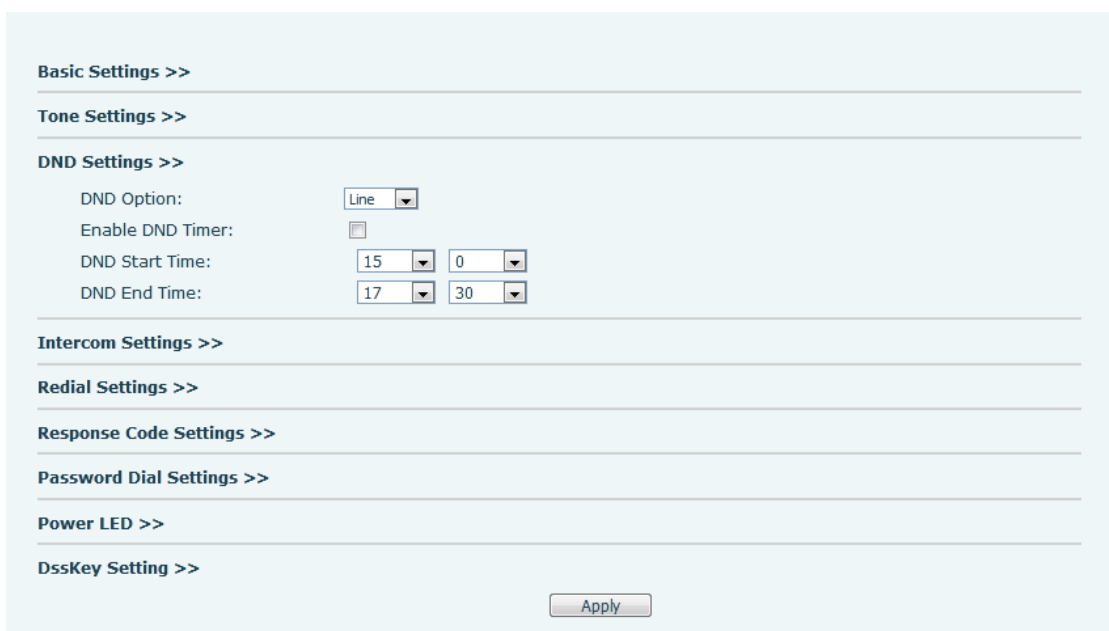 Basic Settings >>
Tone Settings >>
DND Settings >>
DND Option: Line
Enable DND Timer:
DND Start Time: 15 0
DND End Time: 17 30
Intercom Settings >>
Redial Settings >>
Response Code Settings >>
Password Dial Settings >>
Power LED >>
DssKey Setting >>
Apply